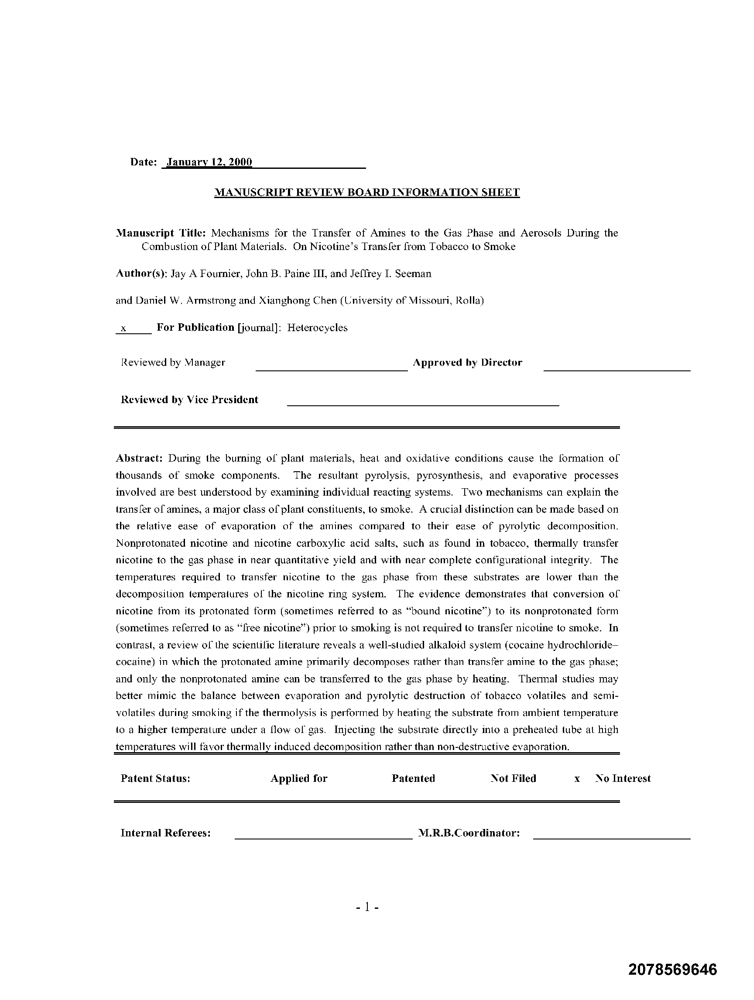 Date: January 12, 2000
MANUSCRIPT REVIEW BOARD INFORMATION SHEET
Manuscript Title: Mechanisms for the Transfer of Amines to the Gas Phase and Aerosols During the
Combustion of Plant Materials. On Nicotine's Transfer from Tobacco to Smoke
Author(s): Jay A Fournier, John B. Paine III, and Jeffrey I. Seeman
and Daniel W. Armstrong and Xianghong Chen (University of Missouri, Rolla)
x For Publication [journal]: Heterocycles
Reviewed by Manager Approved by Director
Reviewed by Vice President
Abstract: During the burning of plant materials, heat and oxidative conditions cause the formation of
thousands of smoke components. The resultant pyrolysis, pyrosynthesis, and evaporative processes
involved are best understood by examining individual reacting systems. Two mechanisms can explain the
transfer of amines, a major class of plant constituents, to smoke. A crucial distinction can be made based on
the relative ease of evaporation of the amines compared to their ease of pyrolytic decomposition.
Nonprotonated nicotine and nicotine carboxylic acid salts, such as found in tobacco, thermally transfer
nicotine to the gas phase in near quantitative yield and with near complete configurational integrity. The
temperatures required to transfer nicotine to the gas phase from these substrates are lower than the
decomposition temperatures of the nicotine ring system. The evidence demonstrates that conversion of
nicotine from its protonated form (sometimes referred to as "bound nicotine") to its nonprotonated form
(sometimes referred to as "free nicotine") prior to smoking is not required to transfer nicotine to smoke. In
contrast, a review of the scientific literature reveals a well-studied alkaloid system (cocaine hydrochloride–
cocaine) in which the protonated amine primarily decomposes rather than transfer amine to the gas phase;
and only the nonprotonated amine can be transferred to the gas phase by heating. Thermal studies may
better mimic the balance between evaporation and pyrolytic destruction of tobacco volatiles and semi-
volatiles during smoking if the thermolysis is performed by heating the substrate from ambient temperature
to a higher temperature under a flow of gas. Injecting the substrate directly into a preheated tube at high
temperatures will favor thermally induced decomposition rather than non-destructive evaporation.
Patent Status: Applied for Patented Not Filed x No Interest
Internal Referees: M.R.B.Coordinator:
- 1 -
2078569646